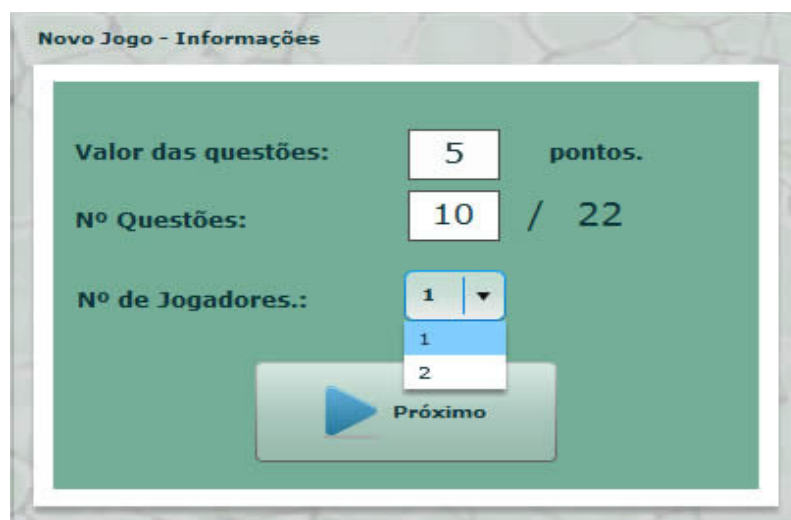 Novo Jogo - Informações
Valor das questões: 5 pontos.
Nº Questões: 10 / 22
Nº de Jogadores.: 1
1
2
Próximo